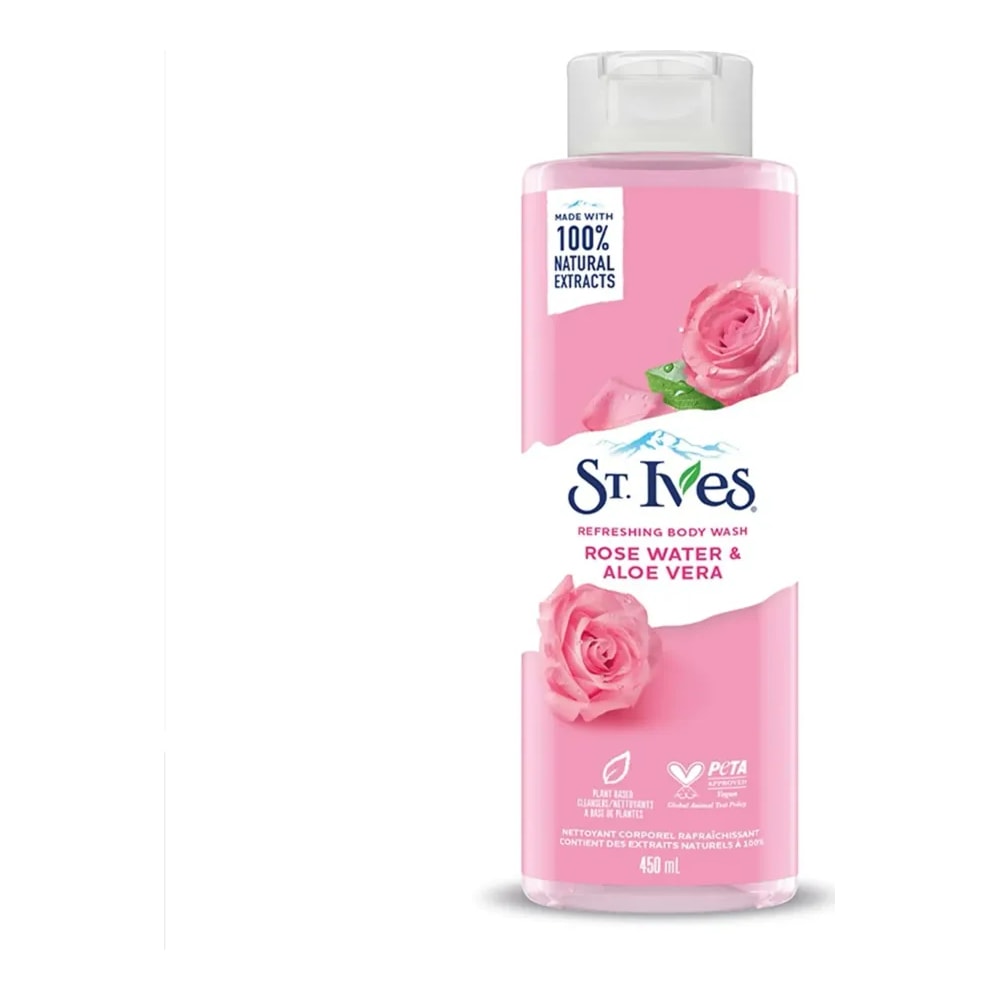 MADE WITH
100%
NATURAL
EXTRACTS
ST. IVES®
REFRESHING BODY WASH
ROSE WATER &
ALOE VERA
PLANT BASED
CLEANSERS/NETTOYANTS
A BASE DE PLANTES
PETA
APPROVED
Vegan
Global Animal Test Policy
NETTOYANT CORPOREL RAFRAÎCHISSANT
CONTIENT DES EXTRAITS NATURELS À 100%
450 mL